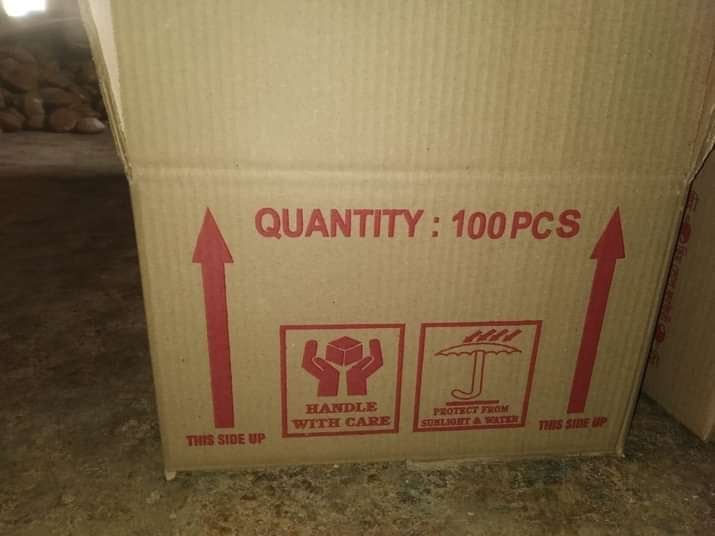 QUANTITY : 100 PCS
HANDLE
WITH CARE
PROTECT FROM
SUNLIGHT & WATER
THIS SIDE UP
THIS SIDE UP